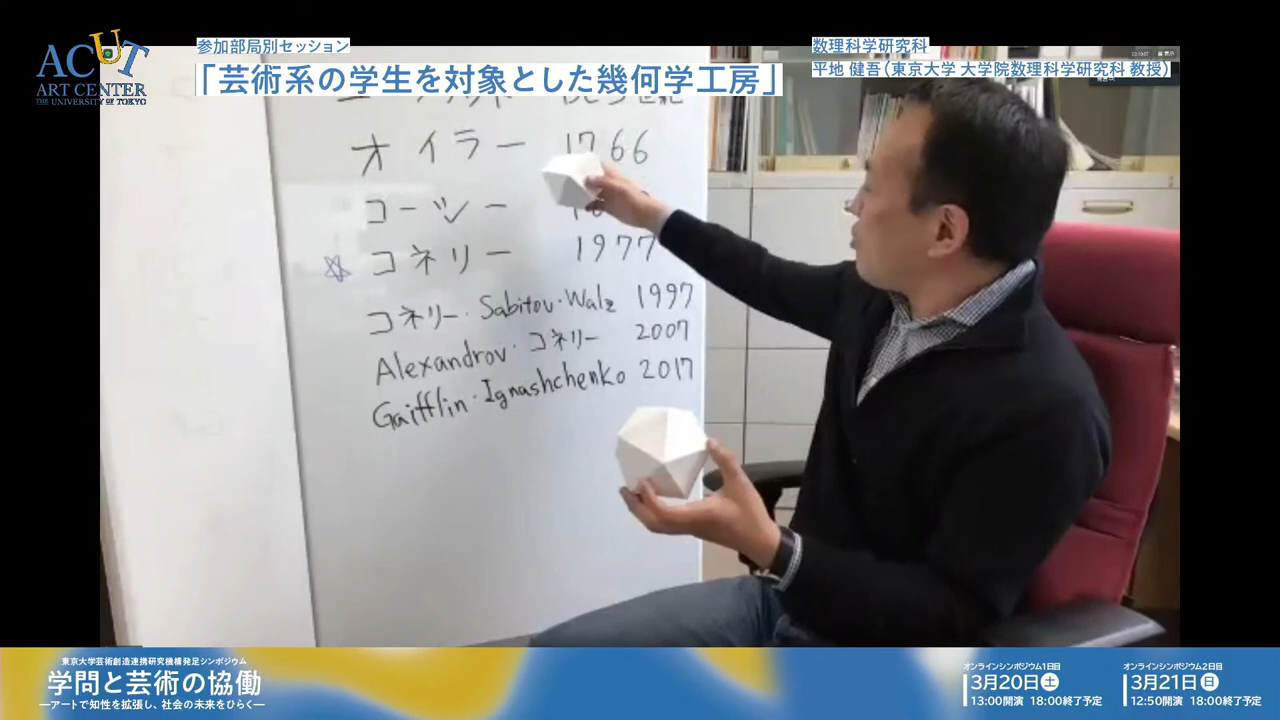 ACUT
ART CENTER
THE UNIVERSITY OF TOKYO
参加部局別セッション
「芸術系の学生を対象とした幾何学工房」
数理科学研究科
平地 健吾(東京大学 大学院数理科学研究科 教授)
オイラー 1766
コーシー
コネリー 1977
コネリー・Sabitov・Walz 1997
Alexandrov・コネリー 2007
Gaifflin・Ignashchenko 2017
東京大学芸術創造連携研究機構発足シンポジウム
学問と芸術の協働
―アートで知性を拡張し、社会の未来をひらく―
オンラインシンポジウム1日目
3月20日土
13:00開演 18:00終了予定
オンラインシンポジウム2日目
3月21日日
12:50開演 18:00終了予定